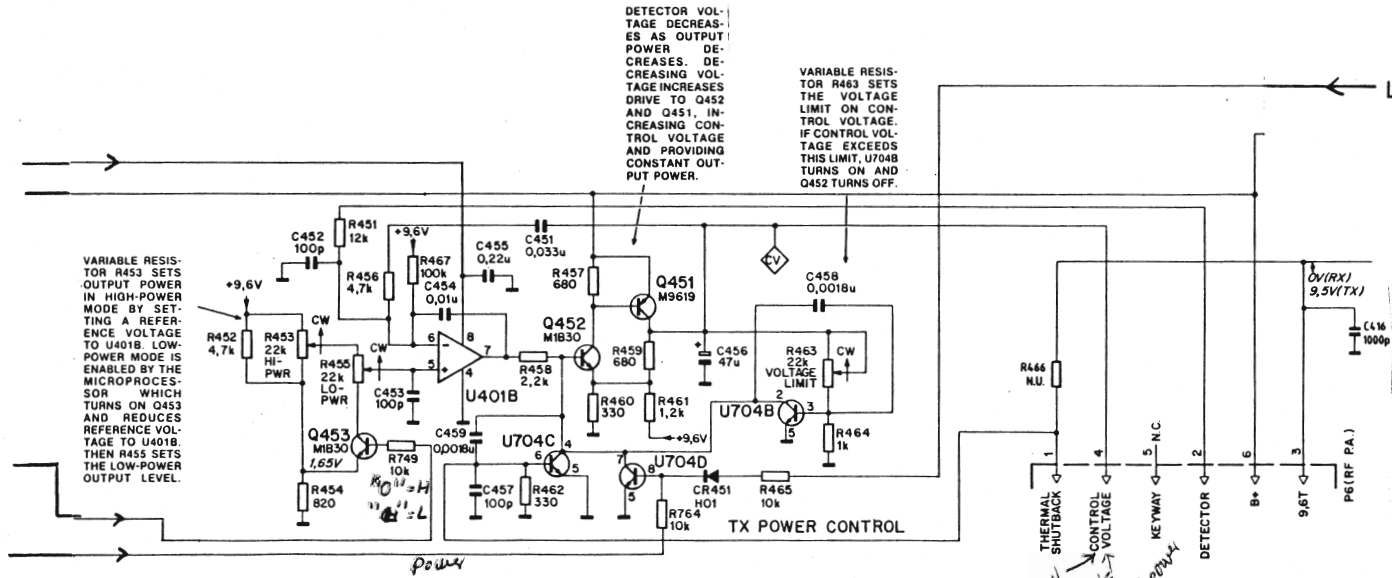 DETECTOR VOL-
TAGE DECREAS-
ES AS OUTPUT
POWER DE-
CREASES. DE-
CREASING VOL-
TAGE INCREASES
DRIVE TO Q452
AND Q451, IN-
CREASING CON-
TROL VOLTAGE
AND PROVIDING
CONSTANT OUT-
PUT POWER.
VARIABLE RESIS-
TOR R463 SETS
THE VOLTAGE
LIMIT ON CON-
TROL VOLTAGE.
IF CONTROL VOL-
TAGE EXCEEDS
THIS LIMIT, U704B
TURNS ON AND
Q452 TURNS OFF.
L
VARIABLE RESIS-
TOR R453 SETS
OUTPUT POWER
IN HIGH-POWER
MODE BY SET-
TING A REFER-
ENCE VOLTAGE
TO U401B. LOW-
POWER MODE IS
ENABLED BY THE
MICROPROCES-
SOR WHICH
TURNS ON Q453
AND REDUCES
REFERENCE VOL-
TAGE TO U401B.
THEN R455 SETS
THE LOW-POWER
OUTPUT LEVEL.
C452
100p
R451
12k
+9,6V
R467
100k
C454
0,01u
R456
4,7k
C455
0,22u
C451
0,033u
+9,6V
R452
4,7k
R453
22k
HI-
PWR
CW
R455
22k
LO-
PWR
CW
C453
100p
6
-
5
+
8
7
4
U401B
R458
2,2k
R457
680
Q451
M9619
Q452
M1B30
R459
680
R460
330
R461
1,2k
+9,6V
+
C456
47u
CV
C458
0,0018u
R463
22k
VOLTAGE
LIMIT
CW
U704B
2
3
5
R464
1k
Q453
M1B30
1,65V
R749
10k
R454
820
"0"=H
=L
C459
0,0018u
U704C
4
6
5
C457
100p
R462
330
U704D
7
8
5
CR451
H01
R465
10k
R764
10k
TX POWER CONTROL
Power
0V(RX)
9,5V(TX)
C416
1000p
R466
N.U.
1
4
5
N.C.
2
6
3
THERMAL
SHUTBACK
CONTROL
VOLTAGE
KEYWAY
DETECTOR
B+
9,6T
P6(RF P.A.)
power